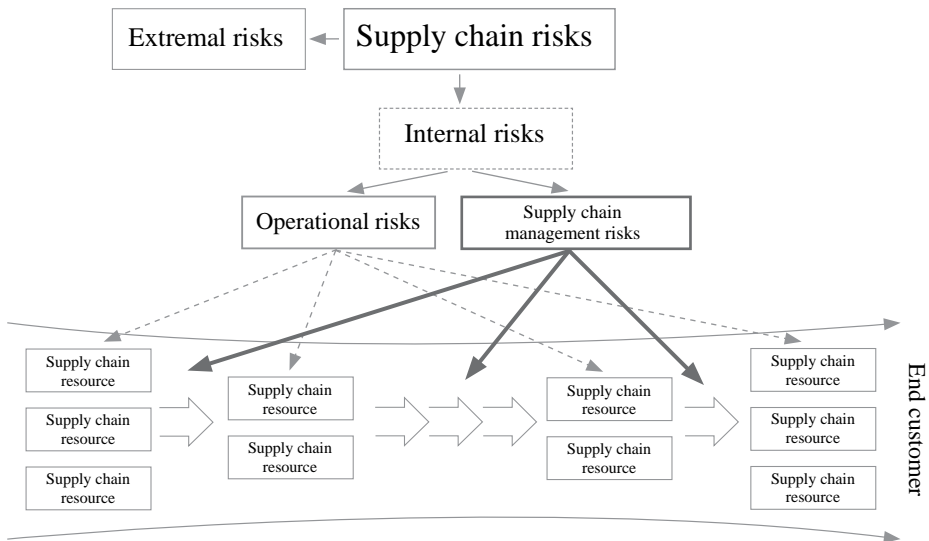 Extremal risks
Supply chain risks
Internal risks
Operational risks
Supply chain
management risks
Supply chain
resource
Supply chain
resource
Supply chain
resource
Supply chain
resource
Supply chain
resource
Supply chain
resource
Supply chain
resource
Supply chain
resource
Supply chain
resource
Supply chain
resource
End customer